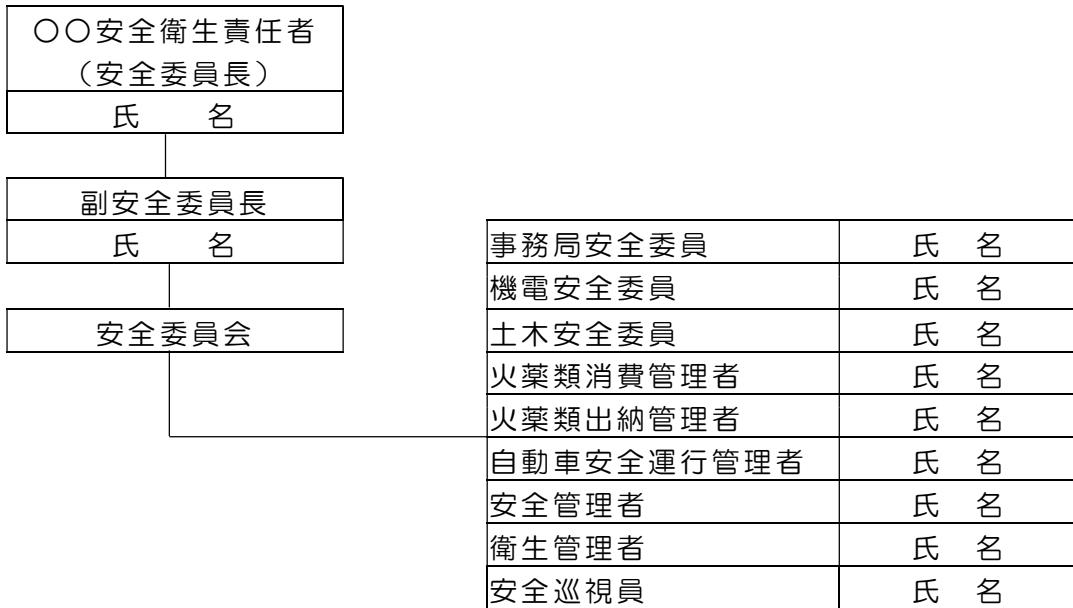 〇〇安全衛生責任者
（安全委員長）
氏　　名
副安全委員長
氏　　名
安全委員会
事務局安全委員　氏　名
機電安全委員　氏　名
土木安全委員　氏　名
火薬類消費管理者　氏　名
火薬類出納管理者　氏　名
自動車安全運行管理者　氏　名
安全管理者　氏　名
衛生管理者　氏　名
安全巡視員　氏　名